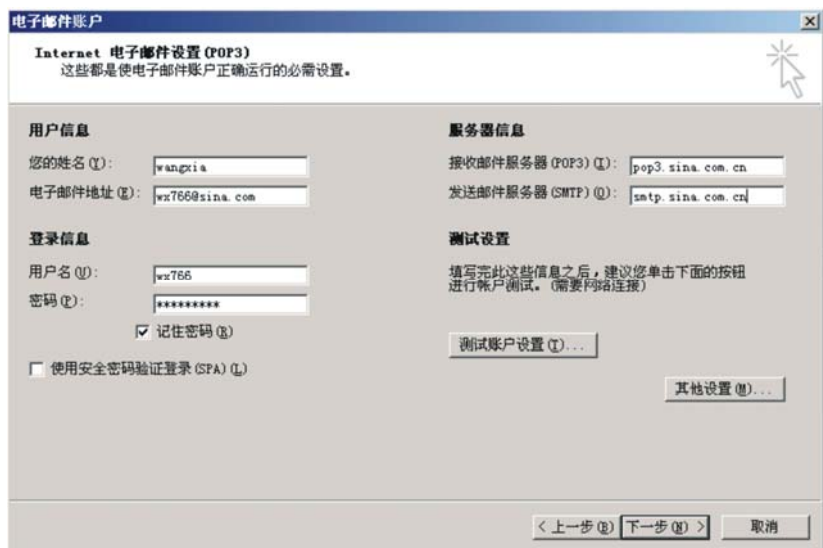 电子邮件账户
Internet 电子邮件设置(POP3)
这些都是使电子邮件账户正确运行的必需设置。
用户信息
您的姓名(Y): wangxia
电子邮件地址(E): wx766@sina.com
登录信息
用户名(U): wx766
密码(P): *********
记住密码(R)
使用安全密码验证登录(SPA)(L)
服务器信息
接收邮件服务器(POP3)(I): pop3.sina.com.cn
发送邮件服务器(SMTP)(O): smtp.sina.com.cn
测试设置
填写完此这些信息之后，建议您单击下面的按钮
进行帐户测试。(需要网络连接)
测试账户设置(T)...
其他设置(M)...
< 上一步(B)
下一步(N) >
取消